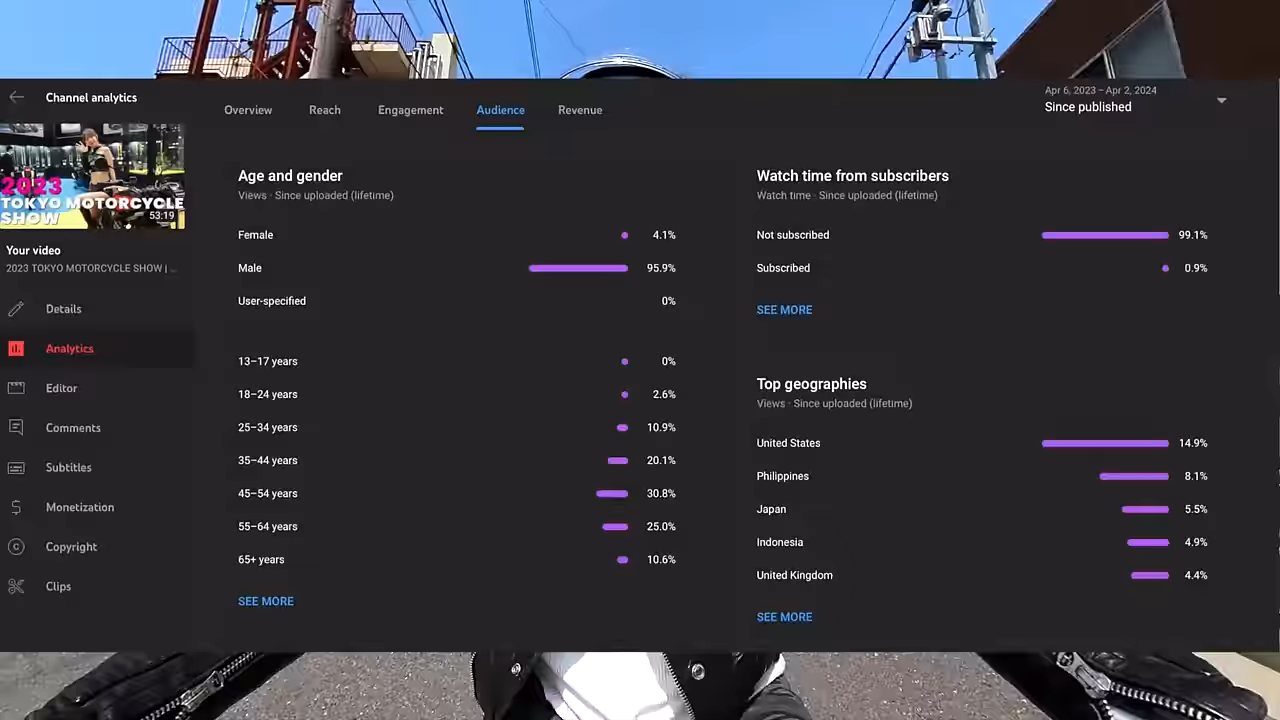 Channel analytics
Overview
Reach
Engagement
Audience
Revenue
Apr 6, 2023 – Apr 2, 2024
Since published
2023
TOKYO MOTORCYCLE
SHOW
53:19
Your video
2023 TOKYO MOTORCYCLE SHOW | ...
Details
Analytics
Editor
Comments
Subtitles
Monetization
Copyright
Clips
Age and gender
Views · Since uploaded (lifetime)
Female 4.1%
Male 95.9%
User-specified 0%
13–17 years 0%
18–24 years 2.6%
25–34 years 10.9%
35–44 years 20.1%
45–54 years 30.8%
55–64 years 25.0%
65+ years 10.6%
SEE MORE
Watch time from subscribers
Watch time · Since uploaded (lifetime)
Not subscribed 99.1%
Subscribed 0.9%
SEE MORE
Top geographies
Views · Since uploaded (lifetime)
United States 14.9%
Philippines 8.1%
Japan 5.5%
Indonesia 4.9%
United Kingdom 4.4%
SEE MORE